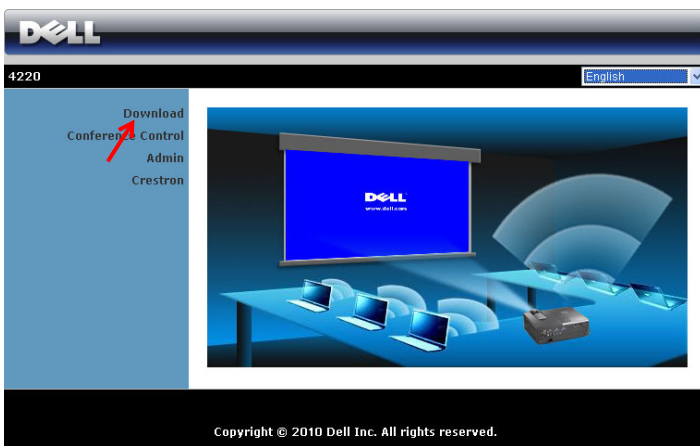 DELL
4220
English
Download
Conference Control
Admin
Crestron
DELL
www.dell.com
Copyright © 2010 Dell Inc. All rights reserved.